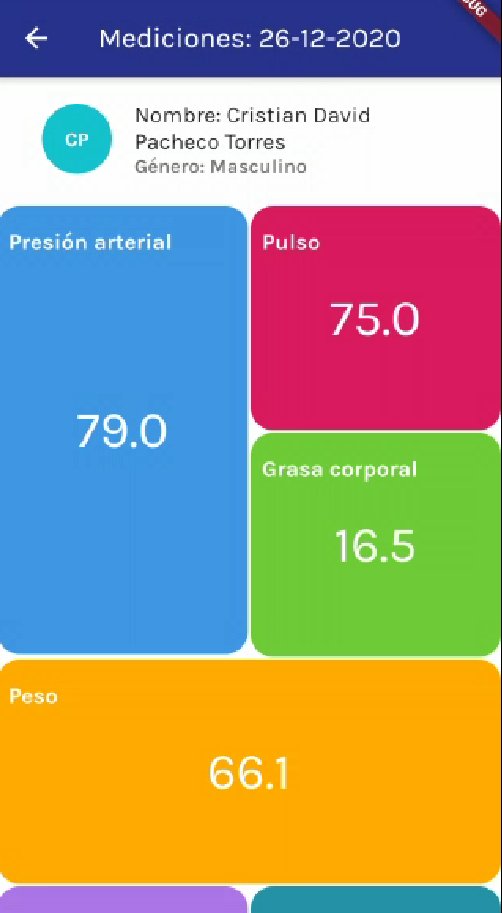 Mediciones: 26-12-2020
CP
Nombre: Cristian David
Pacheco Torres
Género: Masculino
Presión arterial
79.0
Pulso
75.0
Grasa corporal
16.5
Peso
66.1